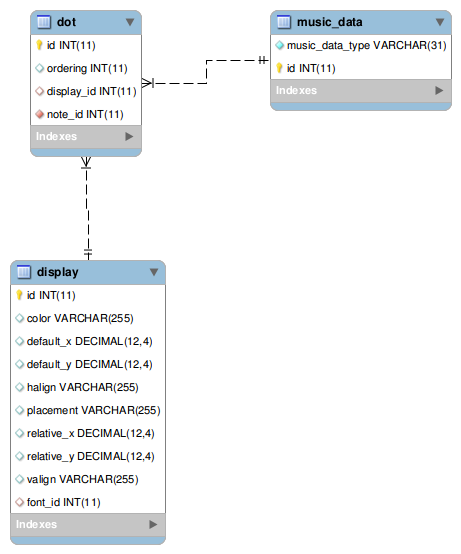 dot
id INT(11)
ordering INT(11)
display_id INT(11)
note_id INT(11)
Indexes
music_data
music_data_type VARCHAR(31)
id INT(11)
Indexes
display
id INT(11)
color VARCHAR(255)
default_x DECIMAL(12,4)
default_y DECIMAL(12,4)
halign VARCHAR(255)
placement VARCHAR(255)
relative_x DECIMAL(12,4)
relative_y DECIMAL(12,4)
valign VARCHAR(255)
font_id INT(11)
Indexes